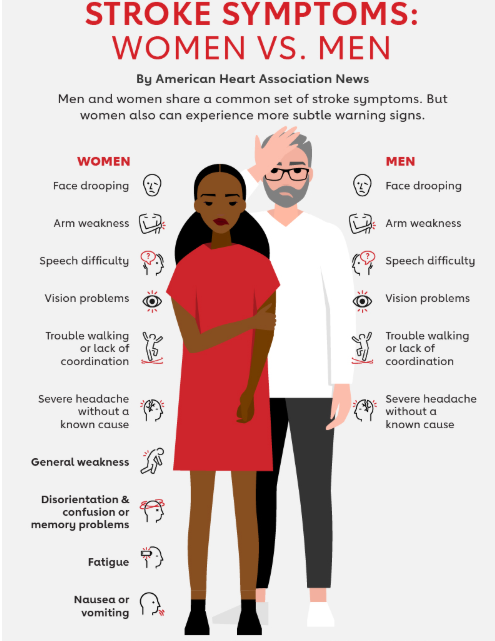 STROKE SYMPTOMS:
WOMEN VS. MEN
By American Heart Association News
Men and women share a common set of stroke symptoms. But
women also can experience more subtle warning signs.
WOMEN
Face drooping
Arm weakness
Speech difficulty
Vision problems
Trouble walking
or lack of
coordination
Severe headache
without a
known cause
General weakness
Disorientation &
confusion or
memory problems
Fatigue
Nausea or
vomiting
MEN
Face drooping
Arm weakness
Speech difficulty
Vision problems
Trouble walking
or lack of
coordination
Severe headache
without a
known cause